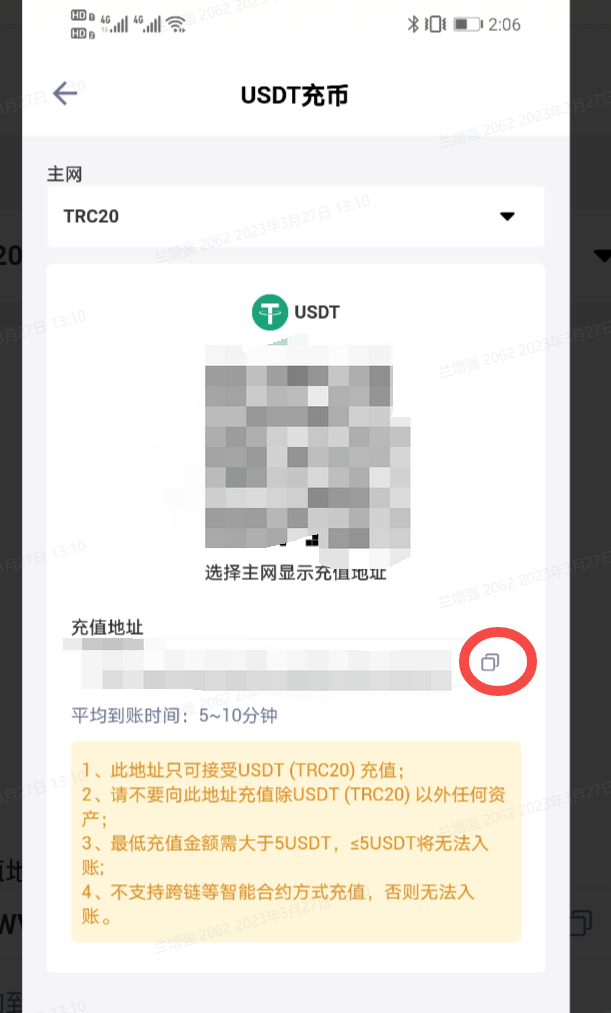 HD 1 4G 4G 2:06
HD 2
USDT充币
主网
TRC20
20
USDT
选择主网显示充值地址
充值地址
平均到账时间：5~10分钟
1、此地址只可接受USDT (TRC20) 充值；
2、请不要向此地址充值除USDT (TRC20) 以外任何资
产；
3、最低充值金额需大于5USDT，≤5USDT将无法入
账;
4、不支持跨链等智能合约方式充值，否则无法入
账。
兰增强 2062 2023年3月27日 13:10